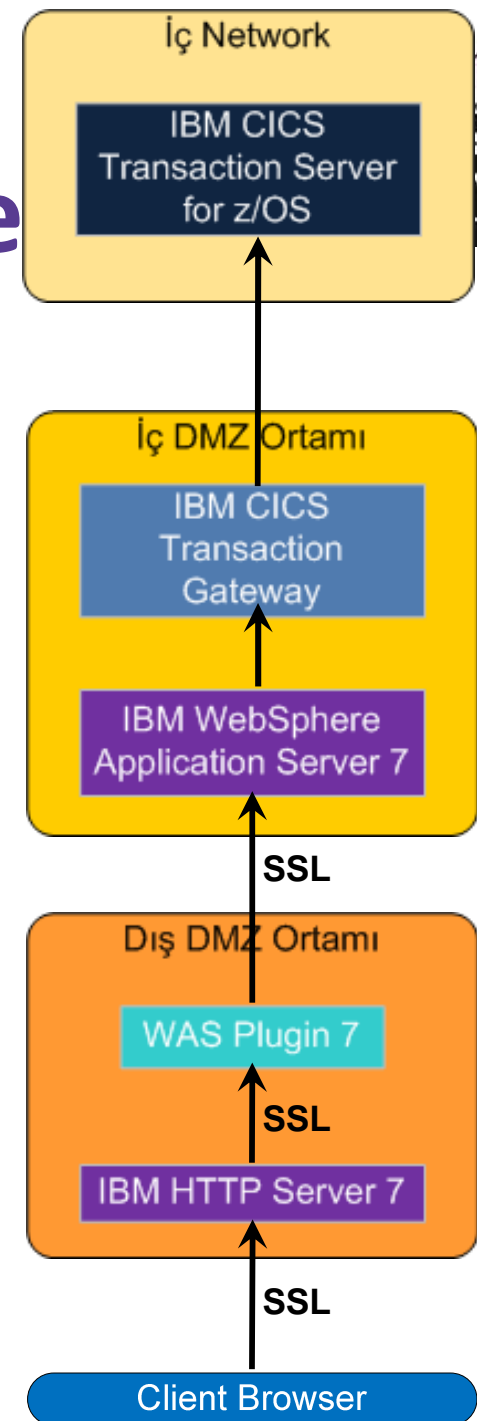 İç Network
IBM CICS
Transaction Server
for z/OS
e
İç DMZ Ortamı
IBM CICS
Transaction
Gateway
IBM WebSphere
Application Server 7
SSL
Dış DMZ Ortamı
WAS Plugin 7
SSL
IBM HTTP Server 7
SSL
Client Browser